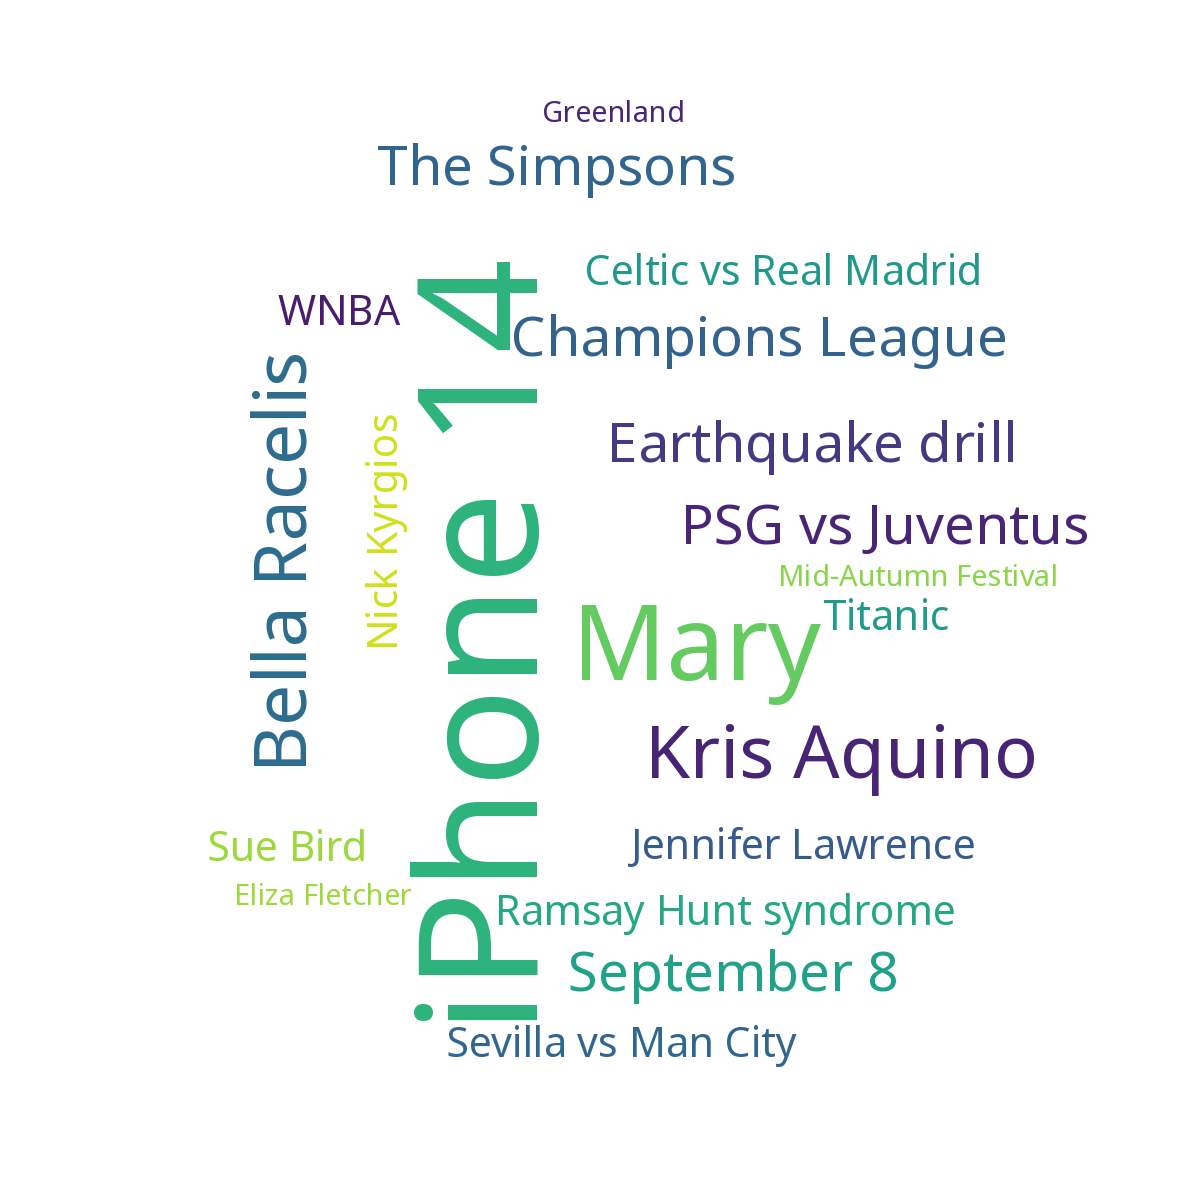 Greenland
The Simpsons
Celtic vs Real Madrid
WNBA
Champions League
iPhone 14
Bella Racelis
Nick Kyrgios
Earthquake drill
PSG vs Juventus
Mid-Autumn Festival
Titanic
Mary
Kris Aquino
Sue Bird
Jennifer Lawrence
Eliza Fletcher
Ramsay Hunt syndrome
September 8
Sevilla vs Man City